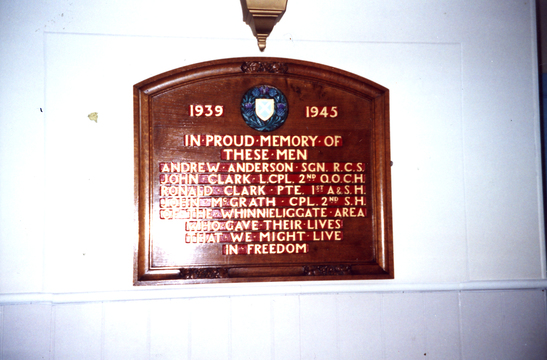 1939 1945
IN·PROUD·MEMORY·OF
THESE·MEN
ANDREW·ANDERSON·SGN. R.C.S.
JOHN·CLARK·LCPL. 2ND Q.O.C.H
RONALD·CLARK·PTE. 1ST A&S.H.
JOHN·MCGRATH·CPL. 2ND S.H
OF·THE·WHINNIELIGGATE·AREA
WHO·GAVE·THEIR·LIVES
THAT·WE·MIGHT·LIVE
IN·FREEDOM